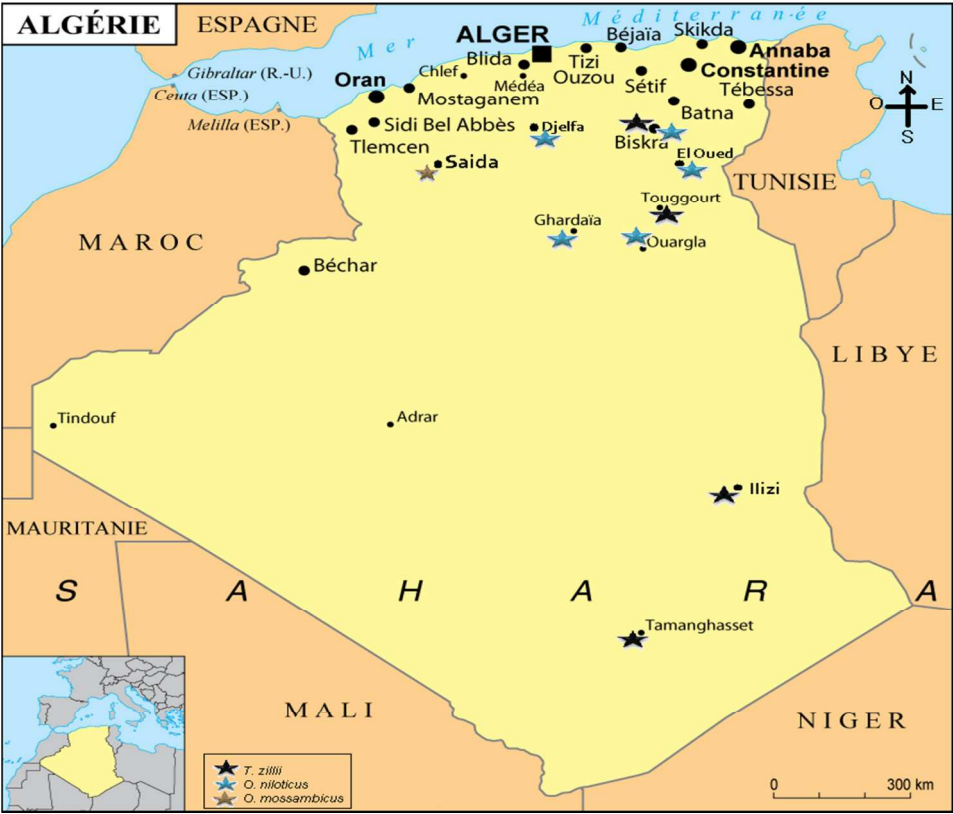 ALGÉRIE
ESPAGNE
Mer Méditerranée
Gibraltar (R.-U.)
Ceuta (ESP.)
Melilla (ESP.)
ALGER
Blida
Tizi
Ouzou
Béjaïa
Skikda
Annaba
Constantine
Chlef
Médéa
Sétif
Tébessa
Oran
Mostaganem
Batna
Sidi Bel Abbès
Djelfa
Biskra
Tlemcen
Saida
El Oued
TUNISIE
Touggourt
Ghardaïa
Ouargla
MAROC
Béchar
LIBYE
Tindouf
Adrar
Ilizi
MAURITANIE
S A H A R A
Tamanghasset
MALI
NIGER
N
O E
S
T. zillii
O. niloticus
O. mossambicus
0 300 km